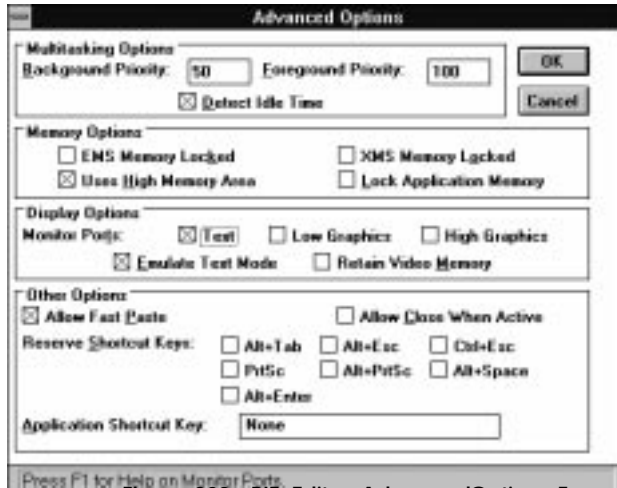 Advanced Options
Multitasking Options
Background Priority: 50 Foreground Priority: 100
OK
Detect Idle Time
Cancel
Memory Options
EMS Memory Locked XMS Memory Locked
Uses High Memory Area Lock Application Memory
Display Options
Monitor Ports: Text Low Graphics High Graphics
Emulate Text Mode Retain Video Memory
Other Options
Allow Fast Paste Allow Close When Active
Reserve Shortcut Keys: Alt+Tab Alt+Esc Ctrl+Esc
PrtSc Alt+PrtSc Alt+Space
Alt+Enter
Application Shortcut Key: None
Press F1 for Help on Monitor Ports.